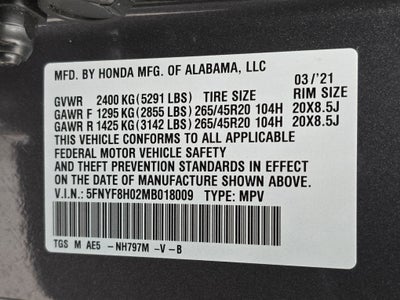 MFD. BY HONDA MFG. OF ALABAMA, LLC
03/'21
GVWR 2400 KG (5291 LBS) TIRE SIZE RIM SIZE
GAWR F 1295 KG (2855 LBS) 265/45R20 104H 20X8.5J
GAWR R 1425 KG (3142 LBS) 265/45R20 104H 20X8.5J
THIS VEHICLE CONFORMS TO ALL APPLICABLE
FEDERAL MOTOR VEHICLE SAFETY
AND THEFT PREVENTION STANDARDS IN EFFECT
ON THE DATE OF MANUFACTURE SHOWN ABOVE.
V.I.N.: 5FNYF8H02MB018009 TYPE: MPV
TGS M AE5 -NH797M -V -B